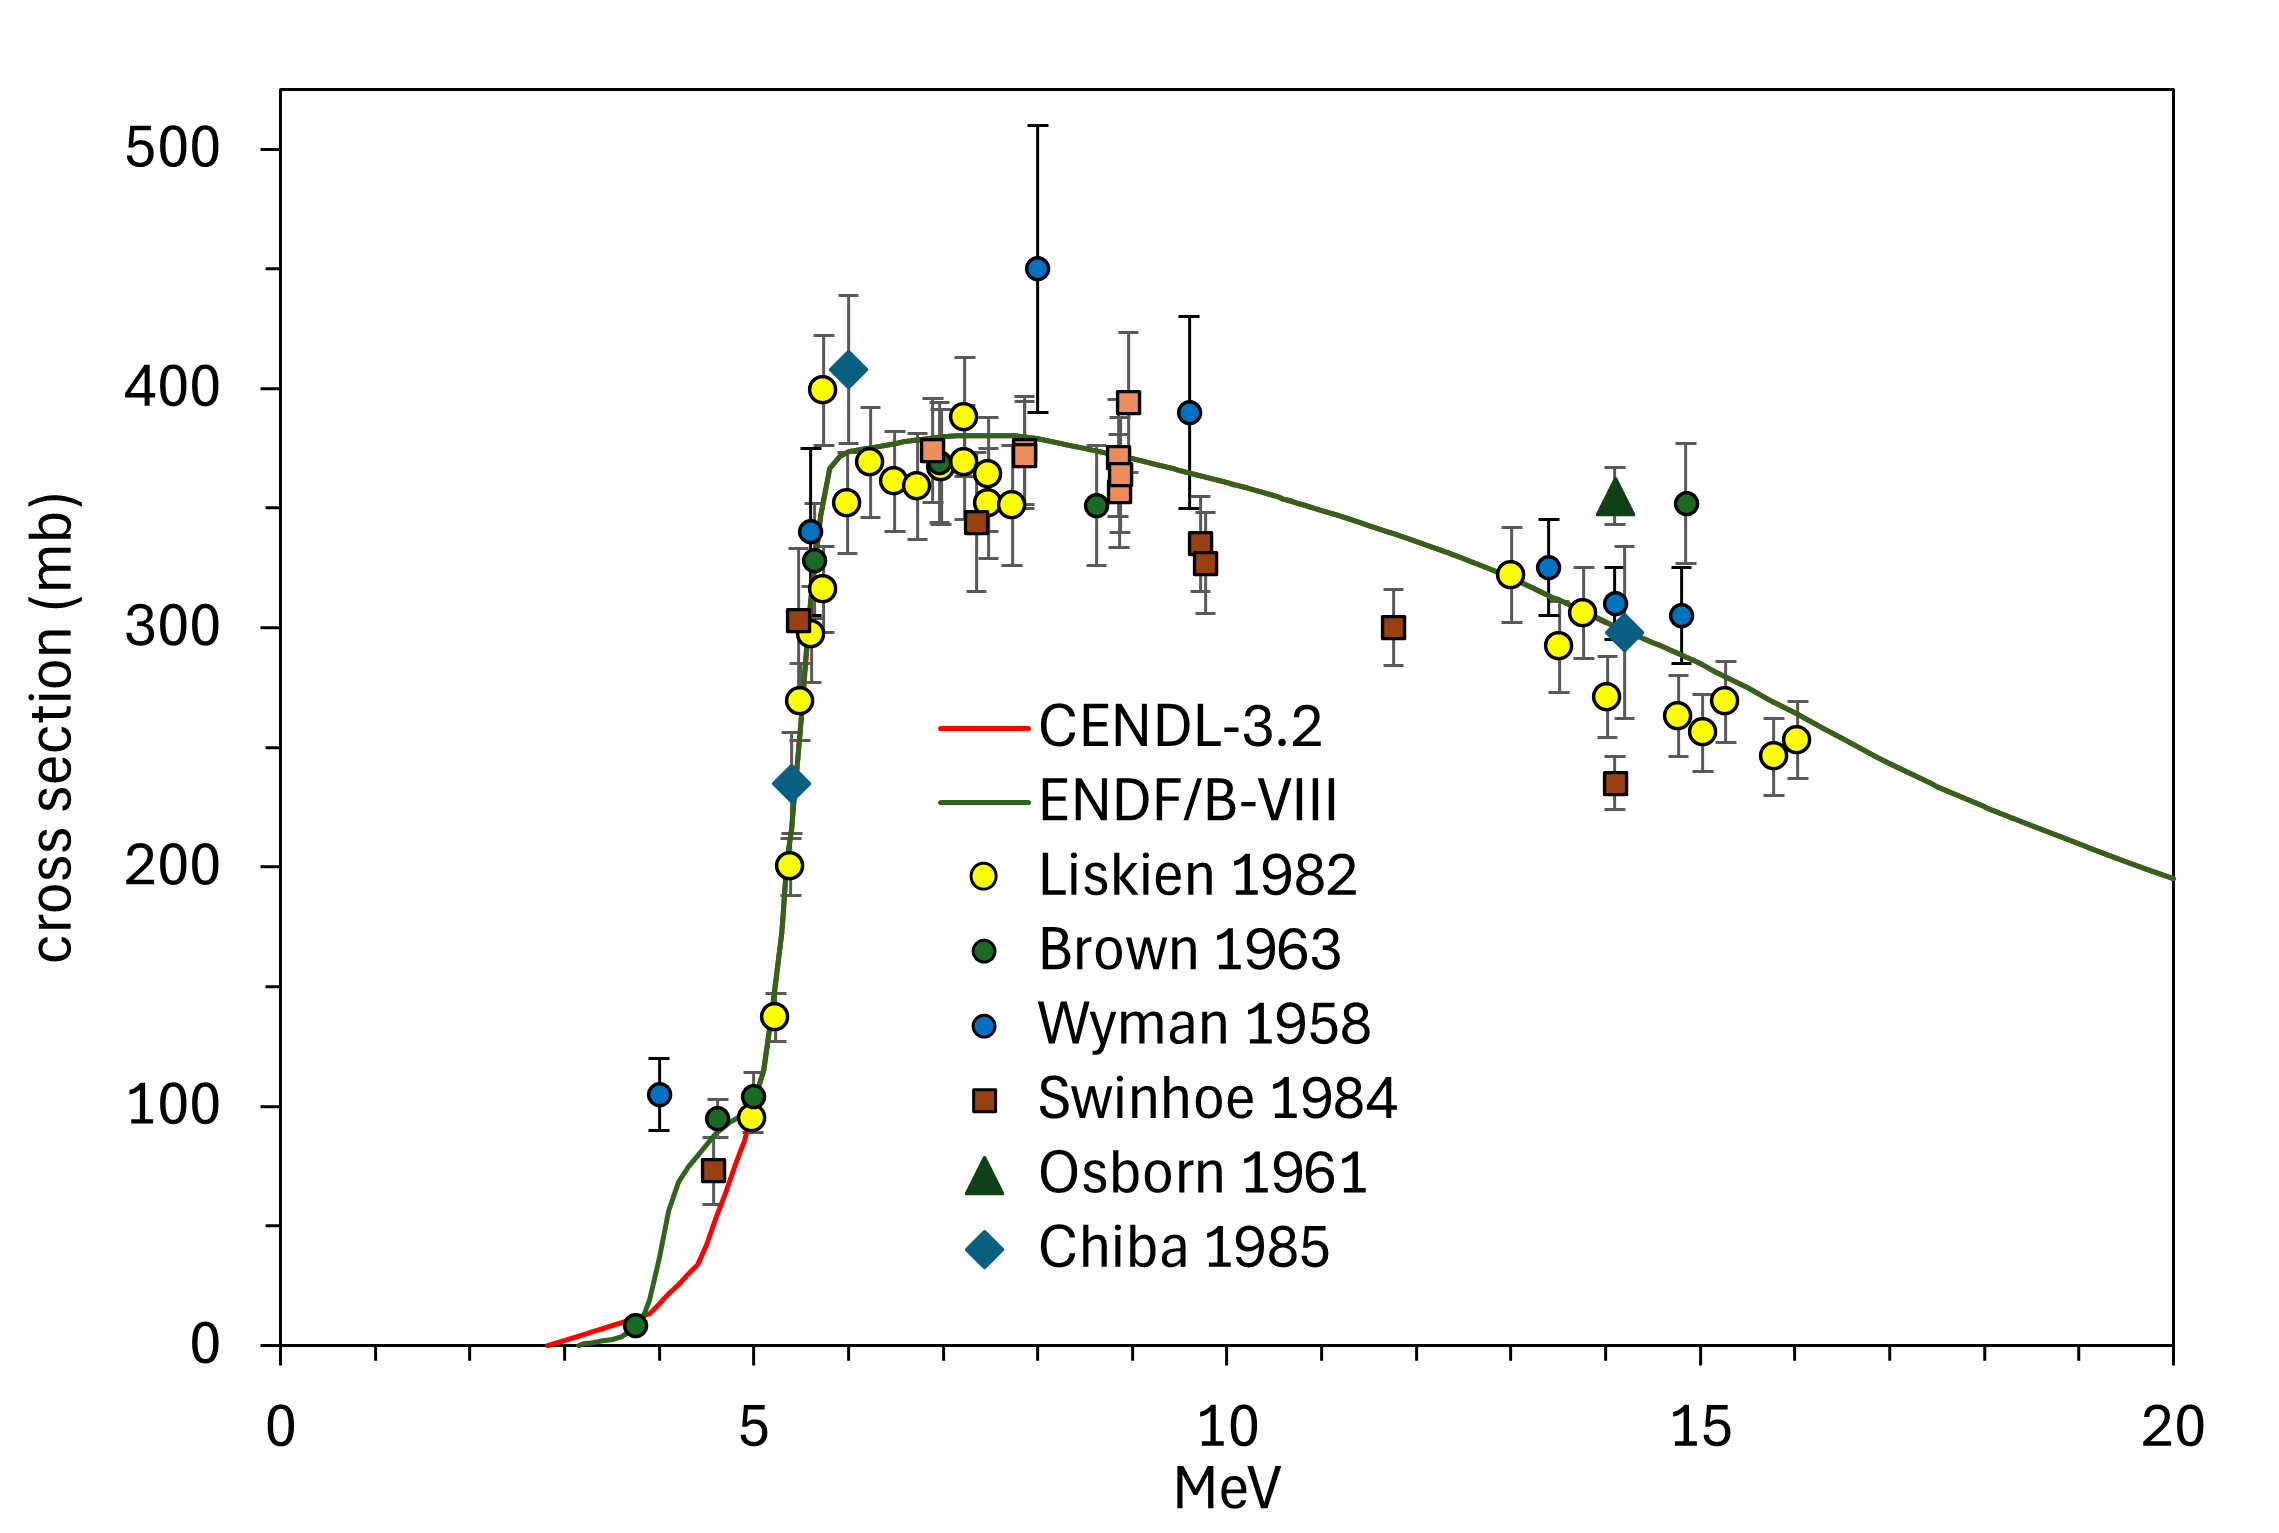 500
400
300
200
100
0
cross section (mb)
CENDL-3.2
ENDF/B-VIII
Liskien 1982
Brown 1963
Wyman 1958
Swinhoe 1984
Osborn 1961
Chiba 1985
0 5 10 15 20
MeV